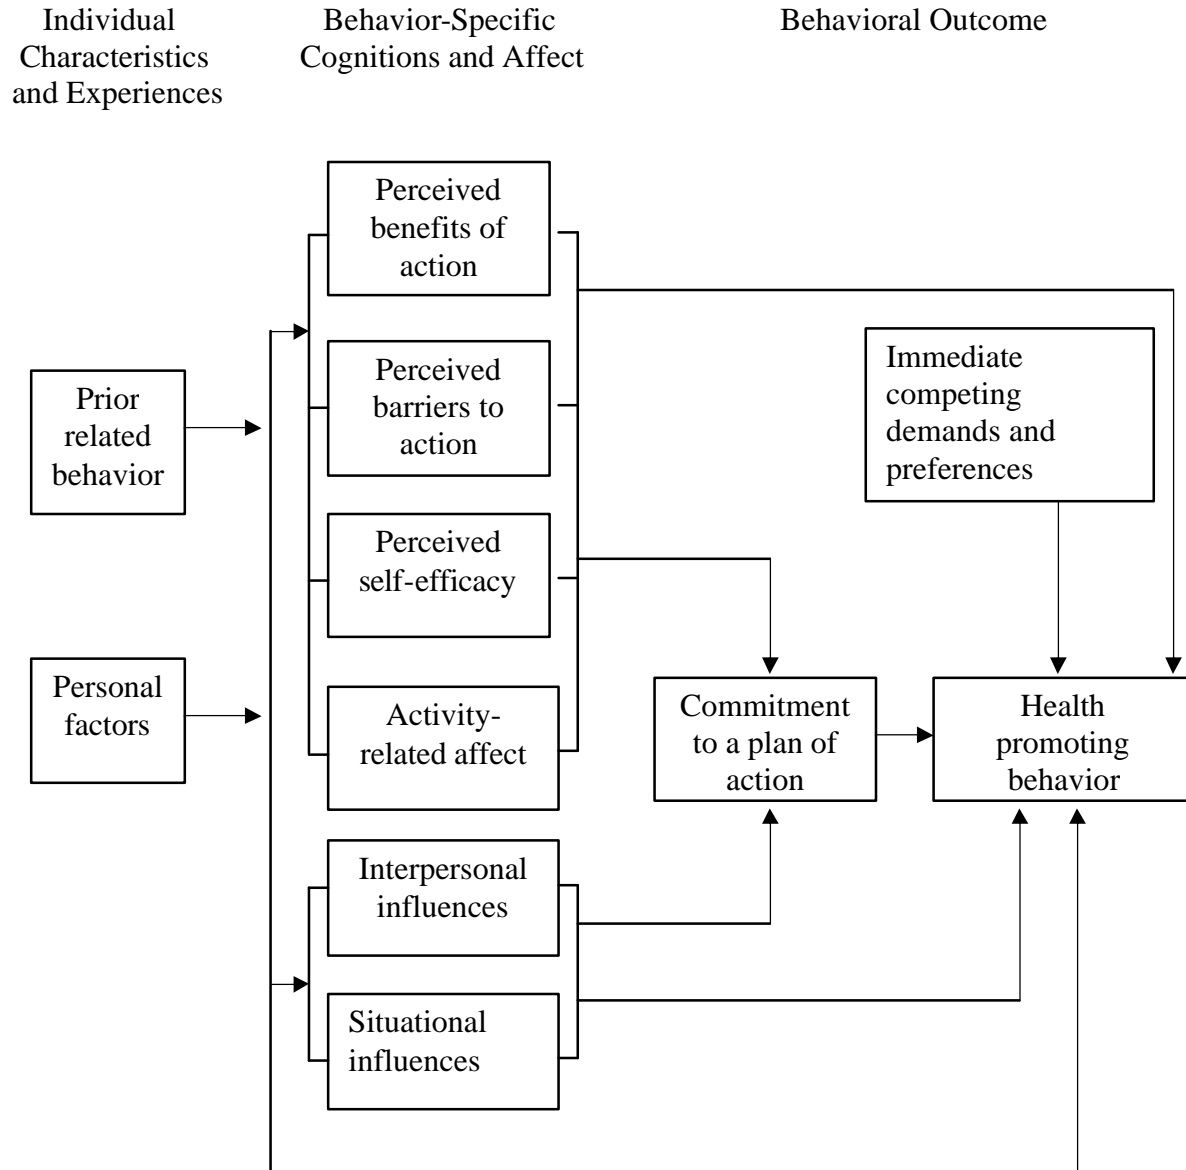 Individual
Characteristics
and Experiences
Behavior-Specific
Cognitions and Affect
Behavioral Outcome
Perceived
benefits of
action
Perceived
barriers to
action
Perceived
self-efficacy
Activity-
related affect
Interpersonal
influences
Situational
influences
Prior
related
behavior
Personal
factors
Immediate
competing
demands and
preferences
Commitment
to a plan of
action
Health
promoting
behavior